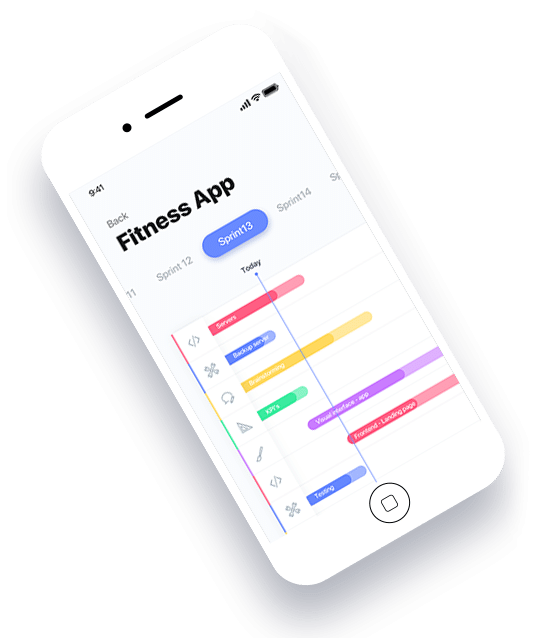 9:41
Back
Fitness App
11
Sprint 12
Sprint13
Sprint14
Sp
Today
Servers
Backup server
Brainstorming
KPI's
Visual interface : app
Frontend : Landing page
Testing